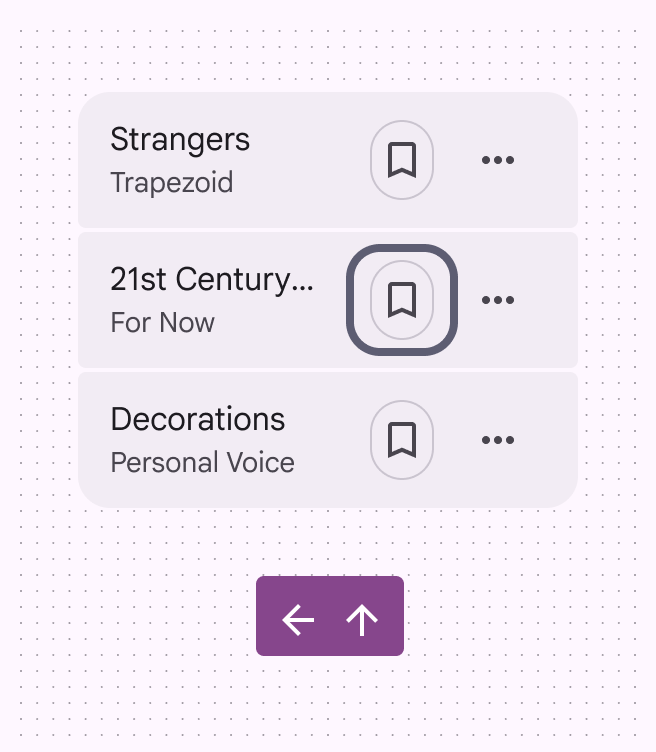 Strangers
Trapezoid
21st Century...
For Now
Decorations
Personal Voice